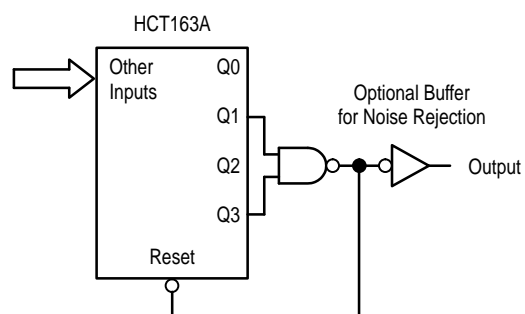 HCT163A
Other
Inputs
Q0
Q1
Q2
Q3
Reset
Optional Buffer
for Noise Rejection
Output